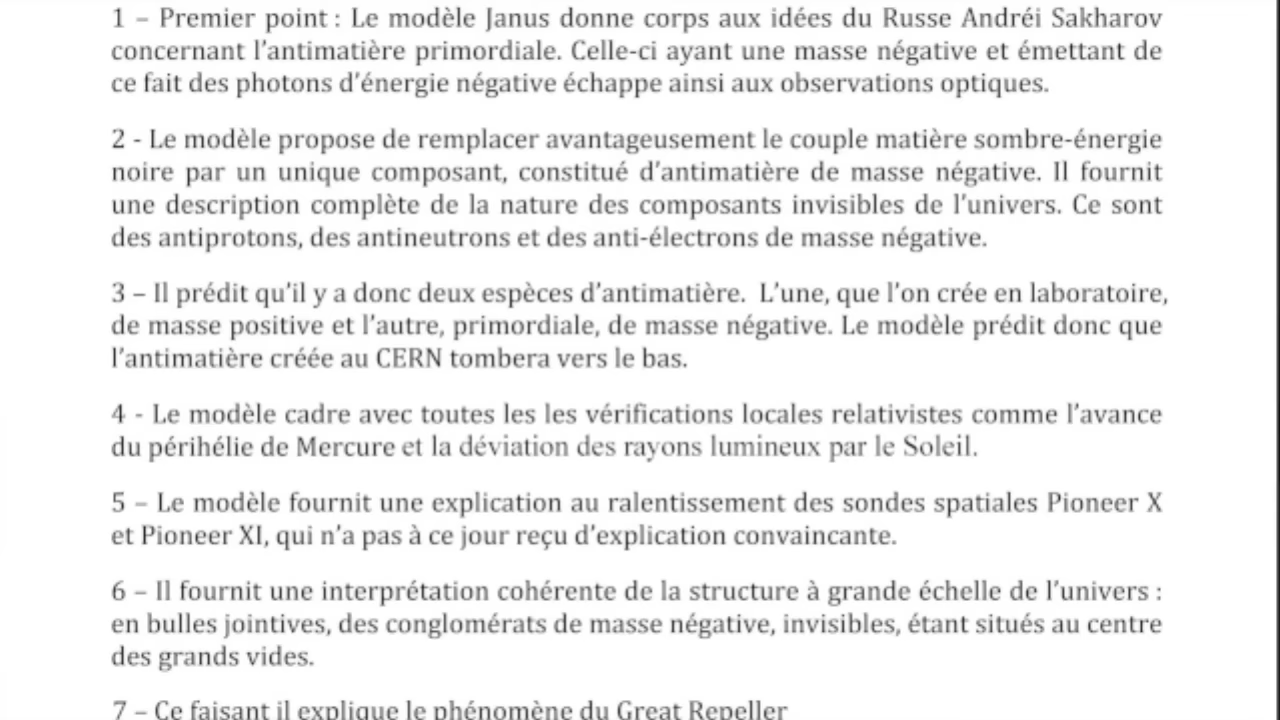 1 – Premier point : Le modèle Janus donne corps aux idées du Russe Andréi Sakharov
concernant l'antimatière primordiale. Celle-ci ayant une masse négative et émettant de
ce fait des photons d'énergie négative échappe ainsi aux observations optiques.
2 - Le modèle propose de remplacer avantageusement le couple matière sombre-énergie
noire par un unique composant, constitué d'antimatière de masse négative. Il fournit
une description complète de la nature des composants invisibles de l'univers. Ce sont
des antiprotons, des antineutrons et des anti-électrons de masse négative.
3 – Il prédit qu'il y a donc deux espèces d'antimatière. L'une, que l'on crée en laboratoire,
de masse positive et l'autre, primordiale, de masse négative. Le modèle prédit donc que
l'antimatière créée au CERN tombera vers le bas.
4 - Le modèle cadre avec toutes les les vérifications locales relativistes comme l'avance
du périhélie de Mercure et la déviation des rayons lumineux par le Soleil.
5 – Le modèle fournit une explication au ralentissement des sondes spatiales Pioneer X
et Pioneer XI, qui n'a pas à ce jour reçu d'explication convaincante.
6 – Il fournit une interprétation cohérente de la structure à grande échelle de l'univers :
en bulles jointives, des conglomérats de masse négative, invisibles, étant situés au centre
des grands vides.
7 – Ce faisant il explique le phénomène du Great Repeller